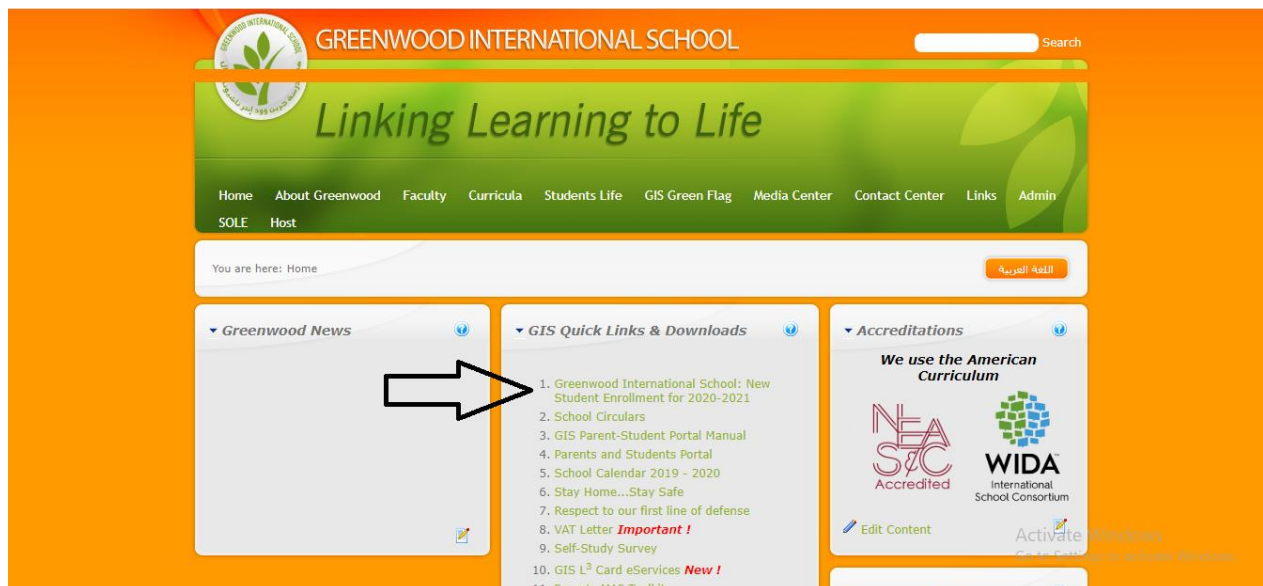 GREENWOOD INTERNATIONAL SCHOOL
GREENWOOD INTERNATIONAL SCHOOL
Search
Linking Learning to Life
Home About Greenwood Faculty Curricula Students Life GIS Green Flag Media Center Contact Center Links Admin
SOLE Host
You are here: Home
اللغة العربية
Greenwood News
GIS Quick Links & Downloads
1. Greenwood International School: New
Student Enrollment for 2020-2021
2. School Circulars
3. GIS Parent-Student Portal Manual
4. Parents and Students Portal
5. School Calendar 2019 - 2020
6. Stay Home...Stay Safe
7. Respect to our first line of defense
8. VAT Letter Important !
9. Self-Study Survey
10. GIS L³ Card eServices New !
Accreditations
We use the American
Curriculum
NEA
S&C
Accredited
WIDA
International
School Consortium
Edit Content
Activate Windows